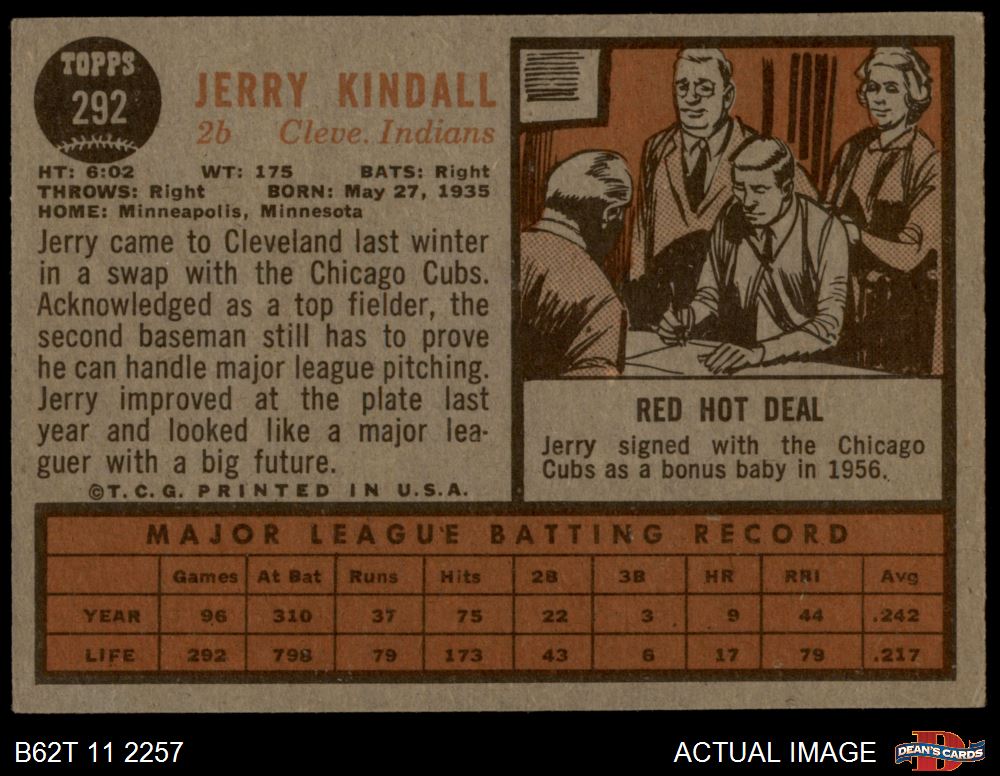 TOPPS
292
JERRY KINDALL
2b Cleve. Indians
HT: 6:02 WT: 175 BATS: Right
THROWS: Right BORN: May 27, 1935
HOME: Minneapolis, Minnesota
Jerry came to Cleveland last winter
in a swap with the Chicago Cubs.
Acknowledged as a top fielder, the
second baseman still has to prove
he can handle major league pitching.
Jerry improved at the plate last
year and looked like a major lea-
guer with a big future.
©T.C.G. PRINTED IN U.S.A.
RED HOT DEAL
Jerry signed with the Chicago
Cubs as a bonus baby in 1956.
MAJOR LEAGUE BATTING RECORD
Games At Bat Runs Hits 2B 3B HR RBI Avg
YEAR 96 310 37 75 22 3 9 44 .242
LIFE 292 798 79 173 43 6 17 79 .217
B62T 11 2257 ACTUAL IMAGE DEAN'S CARDS